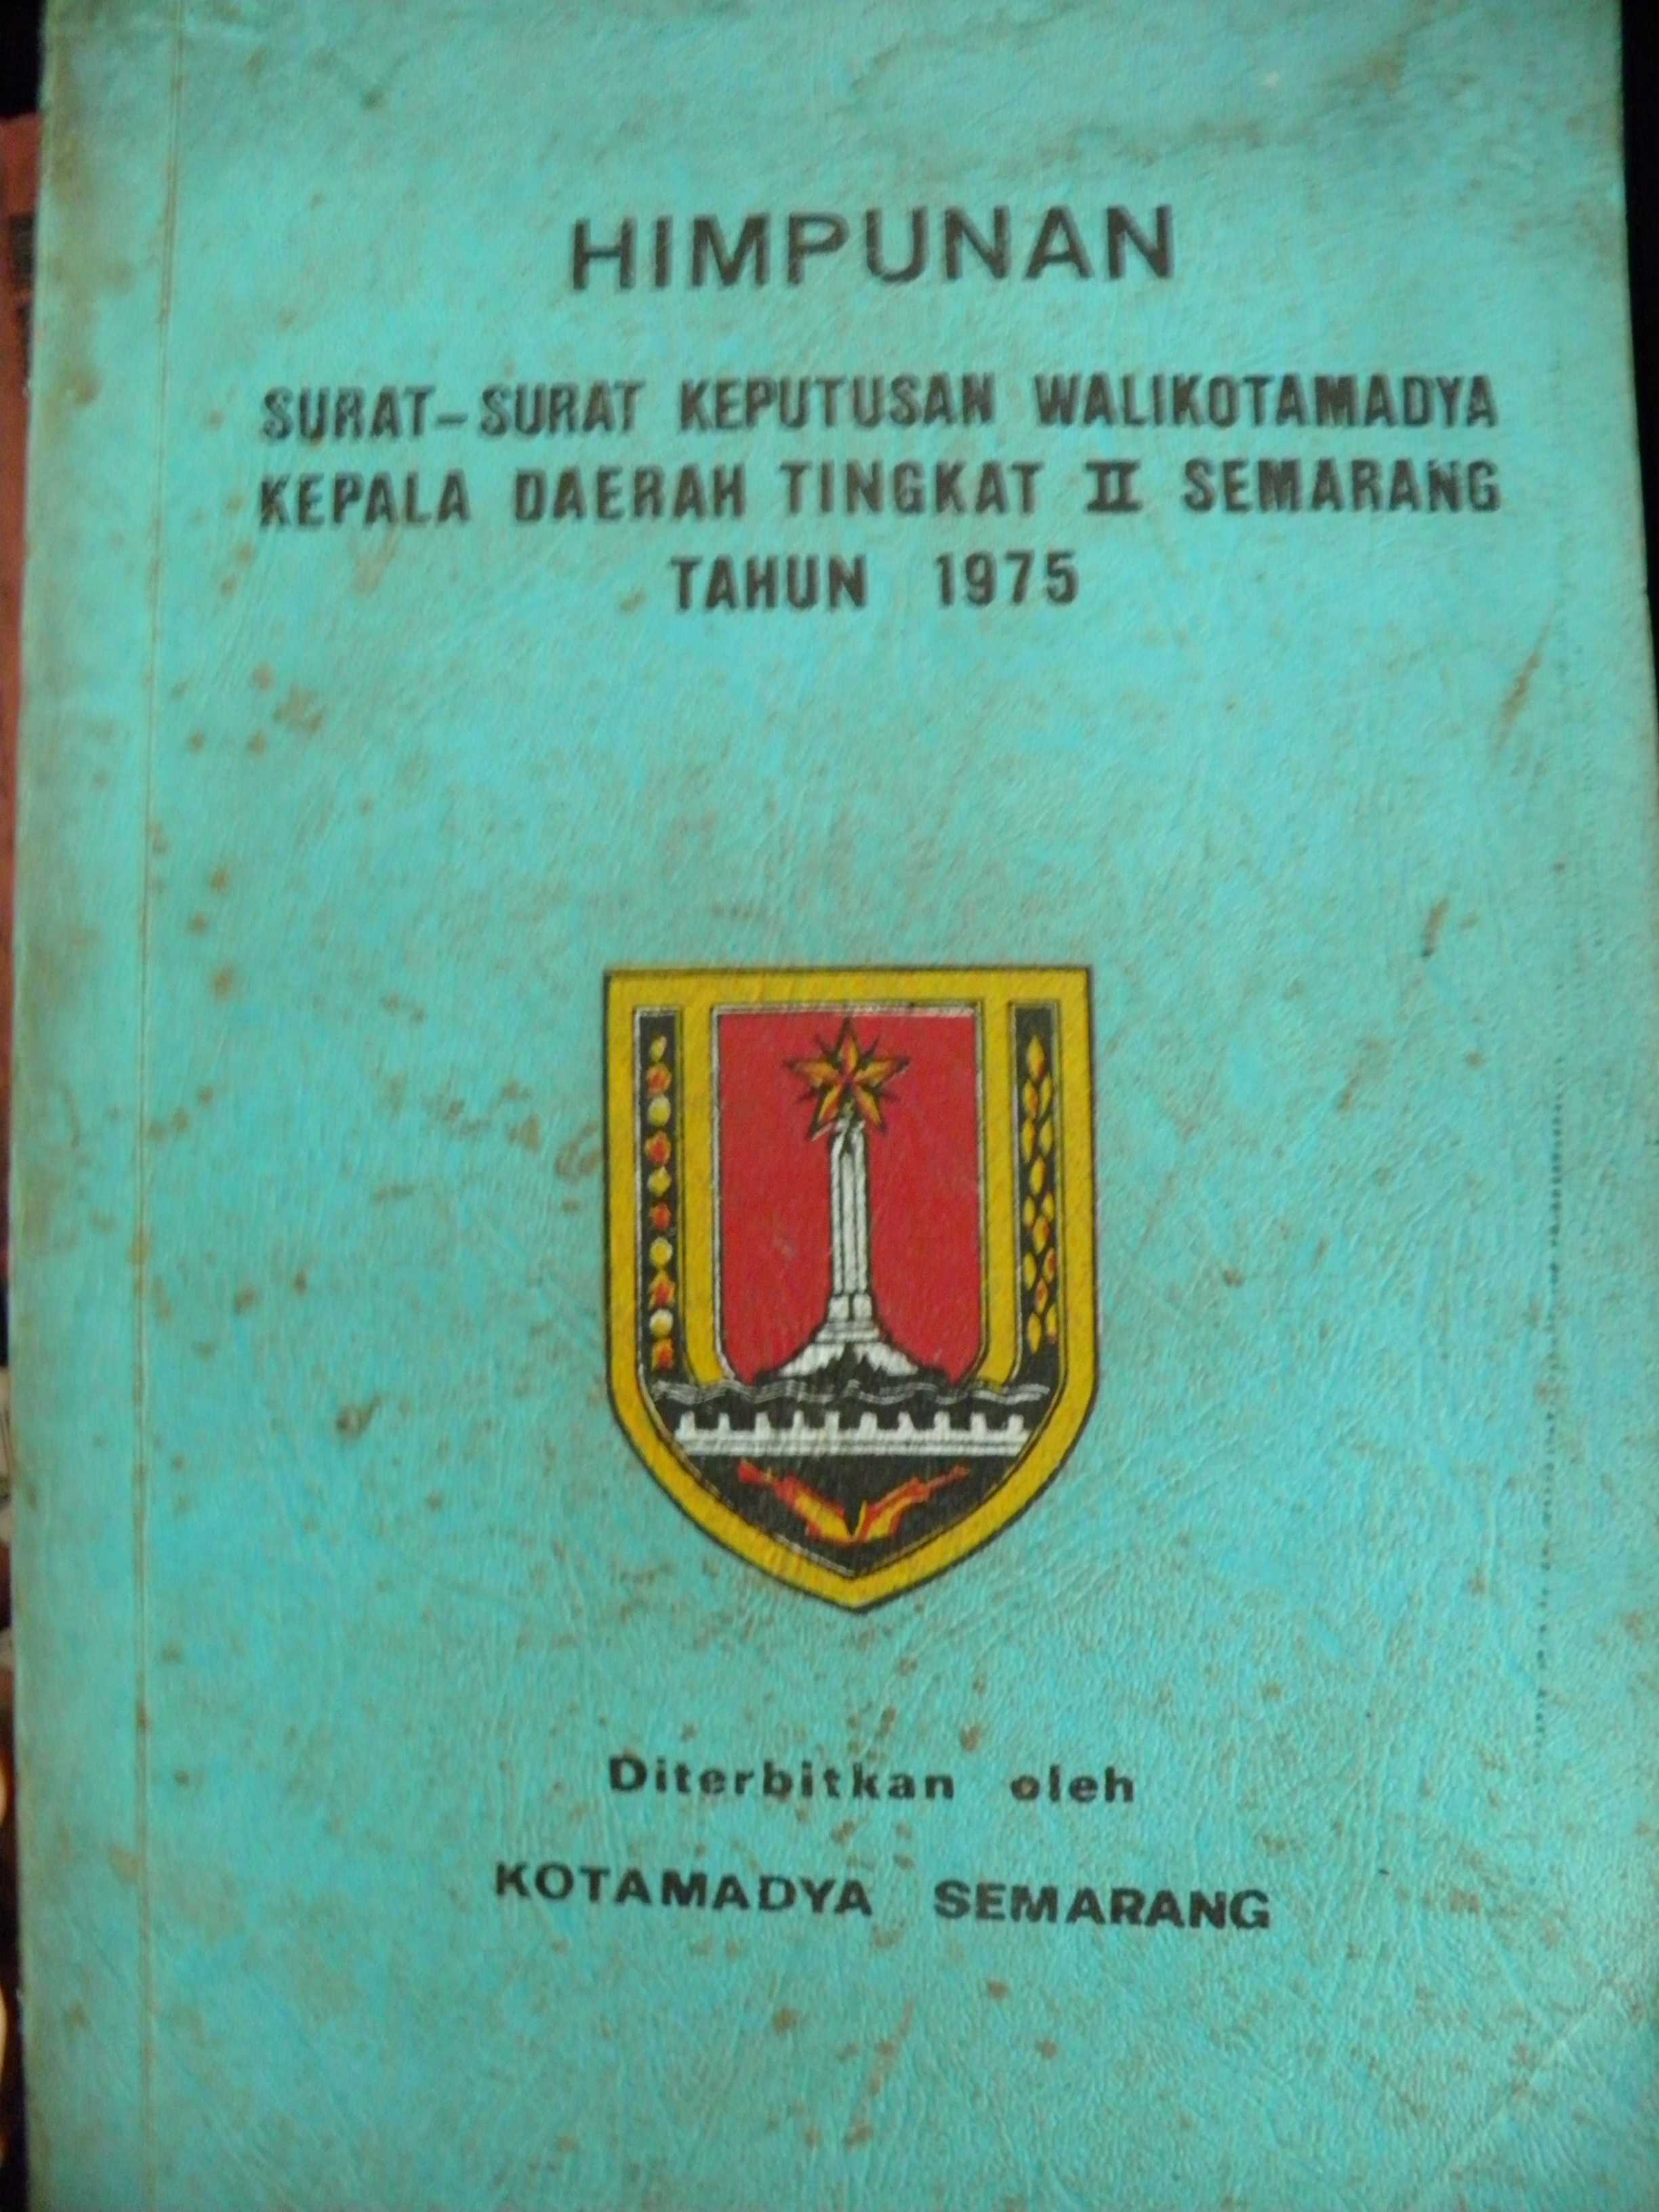 HIMPUNAN
SURAT-SURAT KEPUTUSAN WALIKOTAMADYA
KEPALA DAERAH TINGKAT II SEMARANG
TAHUN 1975
Diterbitkan oleh
KOTAMADYA SEMARANG